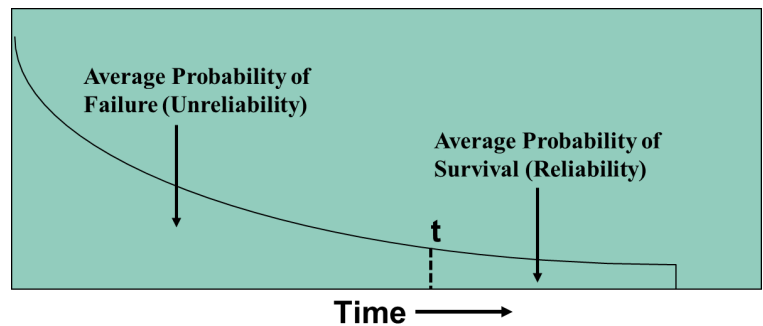 Average Probability of
Failure (Unreliability)
Average Probability of
Survival (Reliability)
t
Time